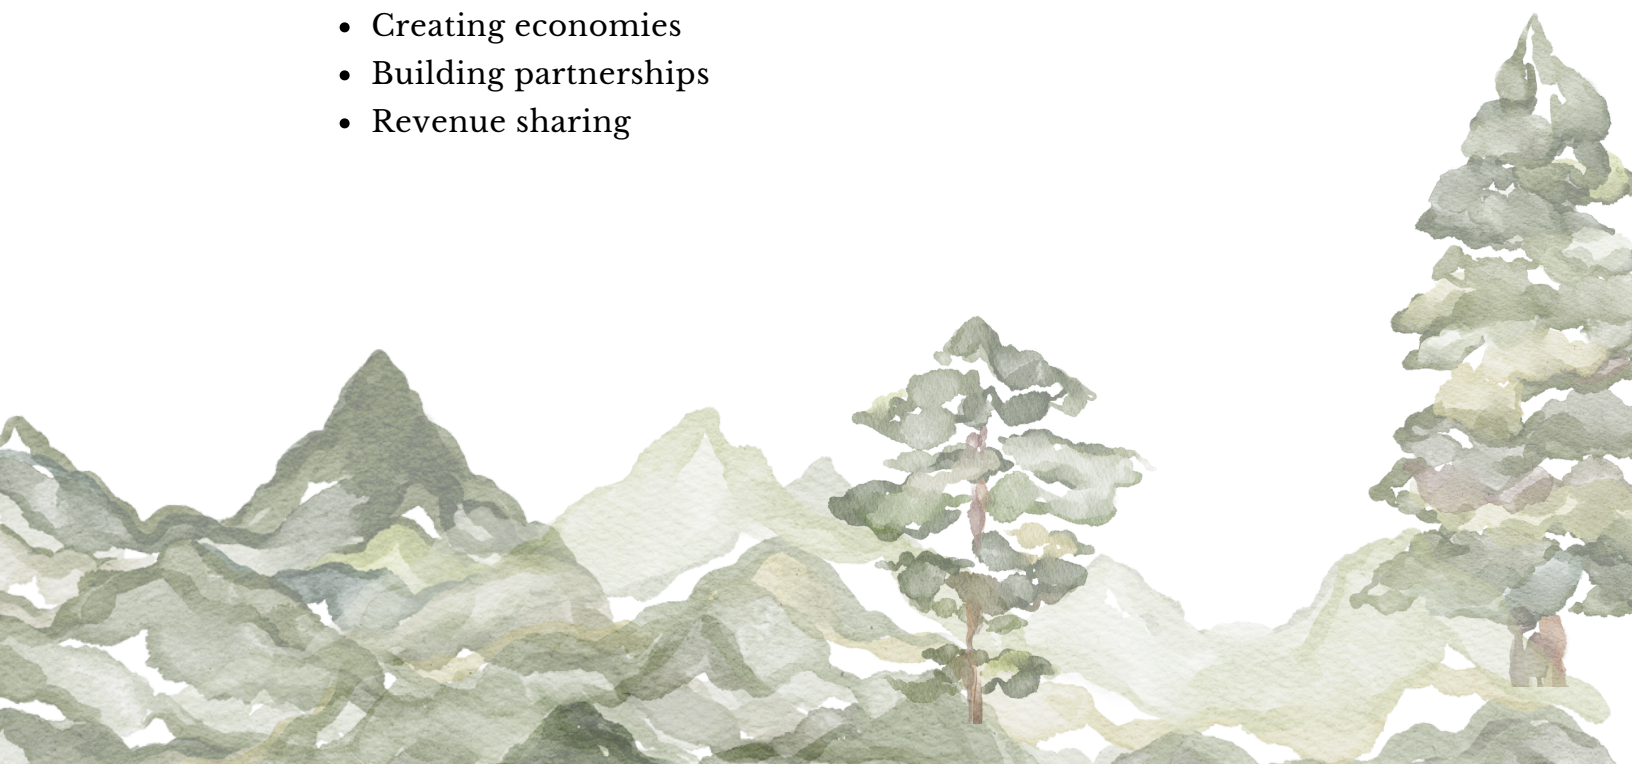 • Creating economies
• Building partnerships
• Revenue sharing